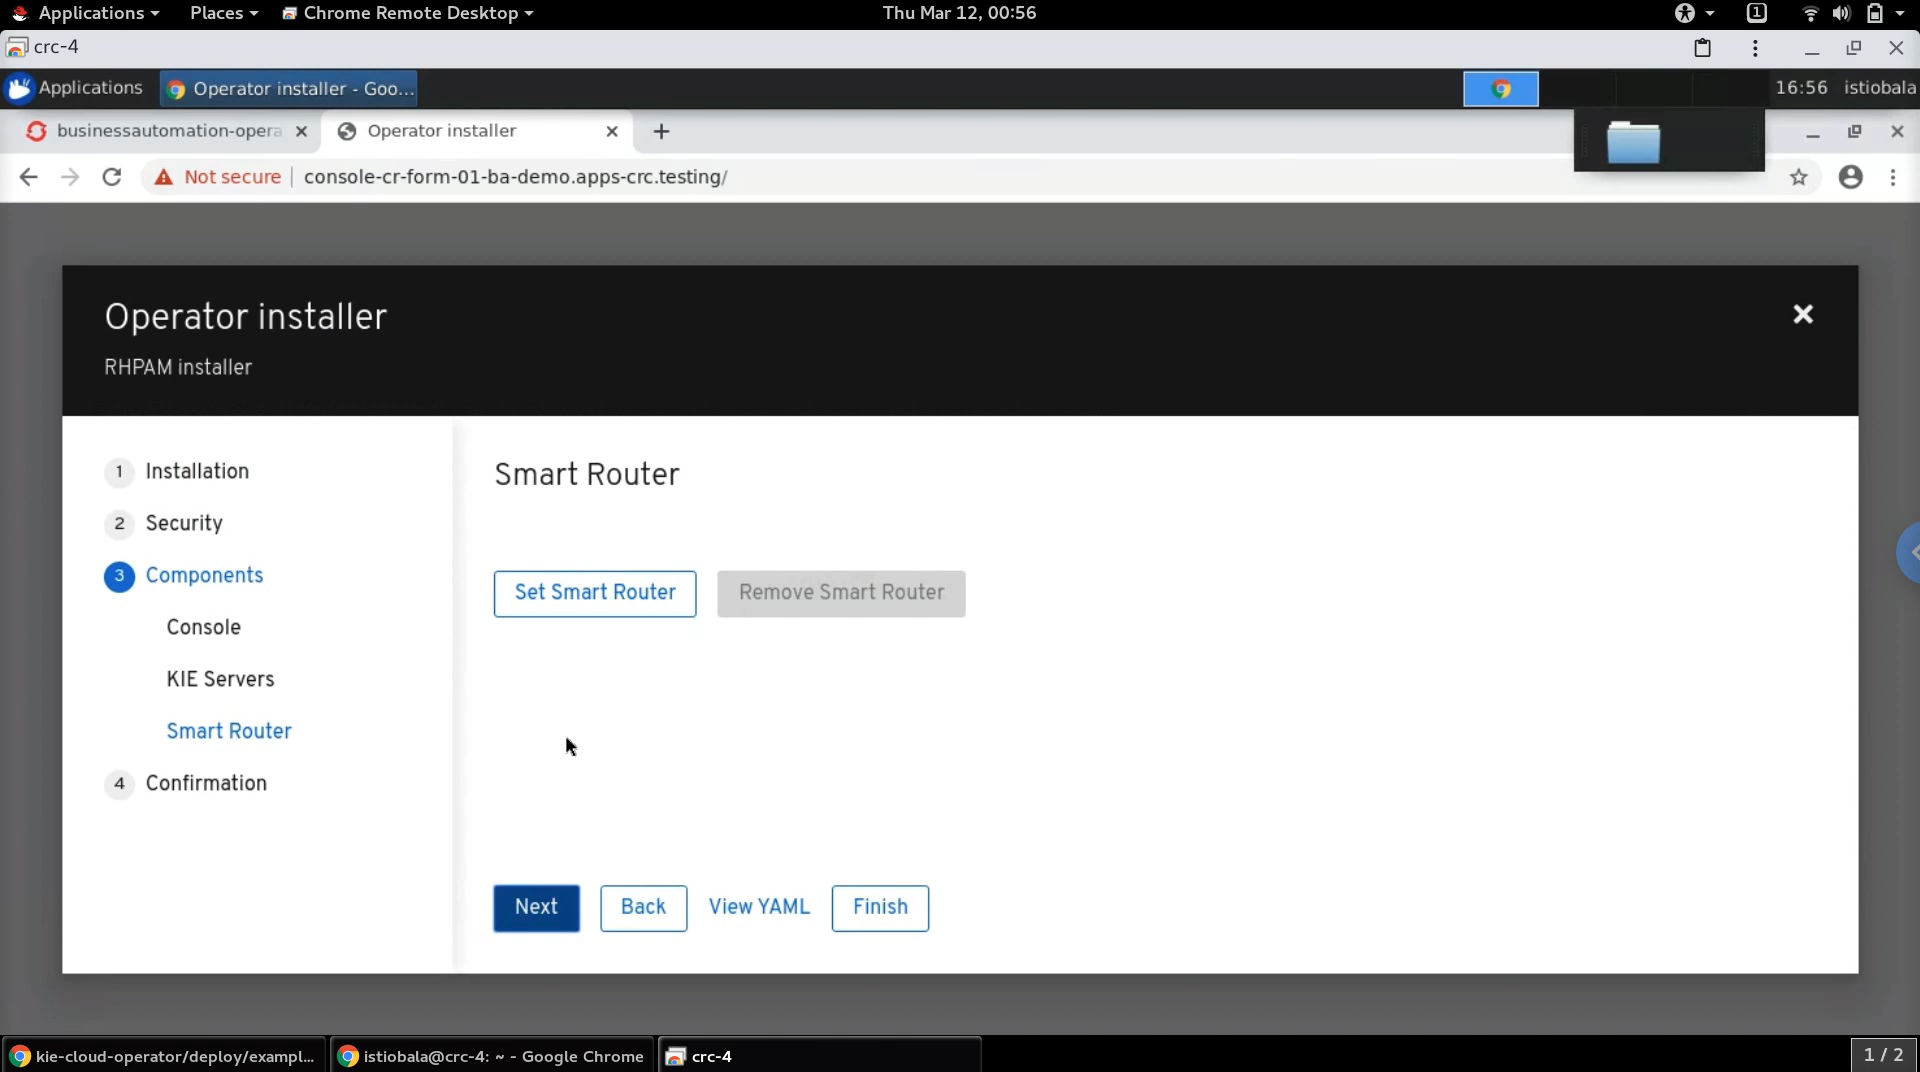 Applications Places Chrome Remote Desktop Thu Mar 12, 00:56 1
crc-4
Applications Operator installer - Goo... 16:56 istiobala
businessautomation-opera Operator installer
Not secure console-cr-form-01-ba-demo.apps-crc.testing/
Operator installer
RHPAM installer
1 Installation
2 Security
3 Components
Console
KIE Servers
Smart Router
4 Confirmation
Smart Router
Set Smart Router Remove Smart Router
Next Back View YAML Finish
kie-cloud-operator/deploy/exampl... istiobala@crc-4: ~ - Google Chrome crc-4 1 / 2